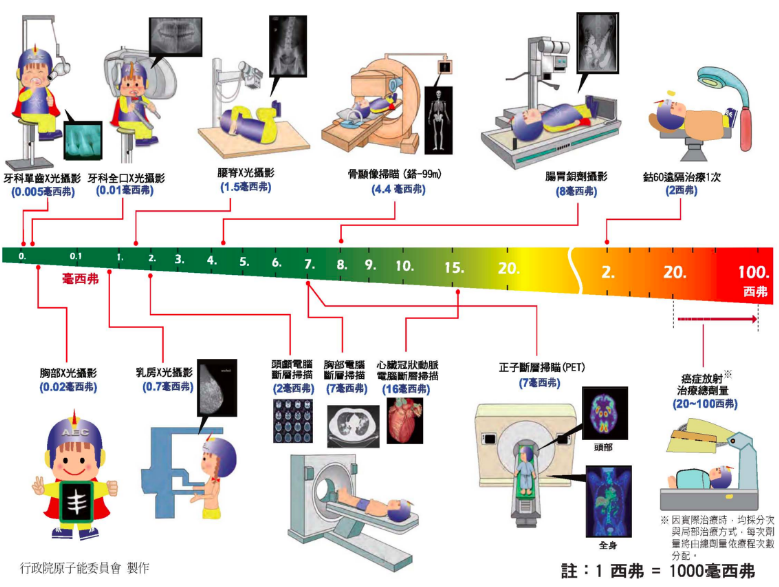 牙科單齒X光攝影
(0.005毫西弗)
牙科全口X光攝影
(0.01毫西弗)
腰脊X光攝影
(1.5毫西弗)
骨骼像掃瞄(鎝-99m)
(4.4 毫西弗)
腸胃鋇劑攝影
(8毫西弗)
鈷60遠隔治療1次
(2西弗)
0. 0.1 1. 2. 3. 4. 5. 6. 7. 8. 9. 10. 15. 20. 2. 20. 100.
毫西弗
西弗
胸部X光攝影
(0.02毫西弗)
乳房X光攝影
(0.7毫西弗)
頭顱電腦
斷層掃描
(2毫西弗)
胸部電腦
斷層掃描
(7毫西弗)
心臟冠狀動脈
電腦斷層掃描
(16毫西弗)
正子斷層掃瞄(PET)
(7毫西弗)
癌症放射※
治療總劑量
(20~100西弗)
AEC
頭部
全身
※ 因實際治療時，均採分次
與局部治療方式，每次劑
量將由總劑量依療程次數
分配。
行政院原子能委員會 製作
註：1 西弗 = 1000毫西弗